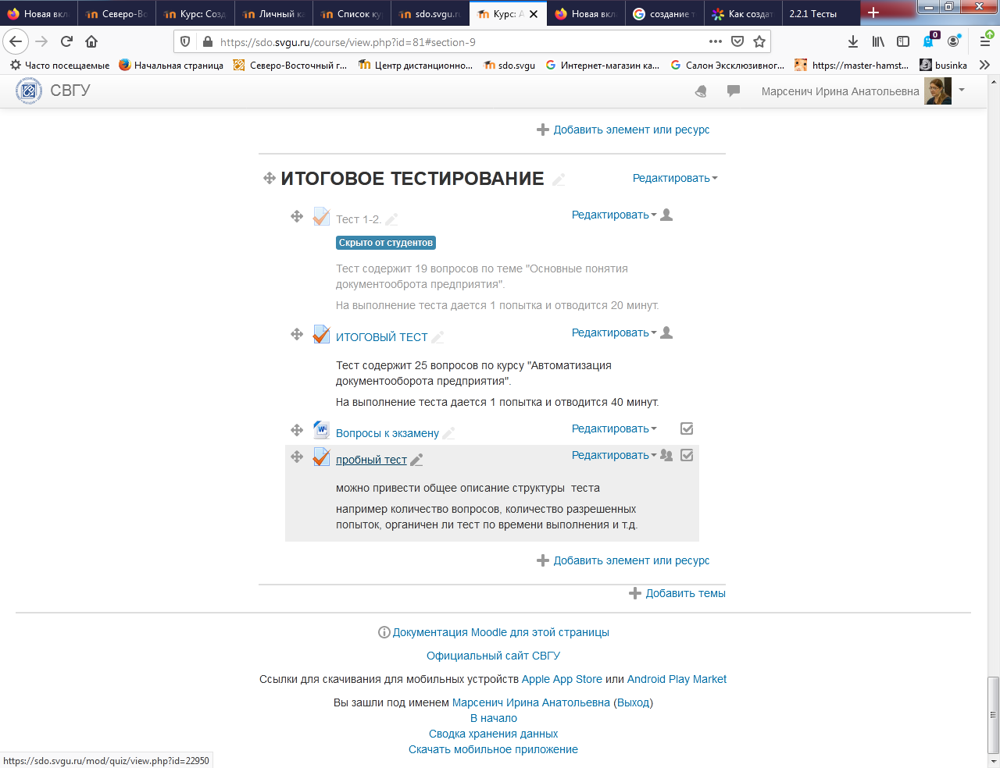 Новая вкл
Северо-Во
Курс: Созд
Личный ка
Список ку
sdo.svgu.ru
Курс: А
Новая вкл
создание т
Как создат
2.2.1 Тесты
https://sdo.svgu.ru/course/view.php?id=81#section-9
0
Часто посещаемые
Начальная страница
Северо-Восточный г...
Центр дистанционно...
sdo.svgu
Интернет-магазин ка...
Салон Эксклюзивног...
https://master-hamst...
businka
СВГУ
Марсенич Ирина Анатольевна
Добавить элемент или ресурс
ИТОГОВОЕ ТЕСТИРОВАНИЕ
Редактировать
Тест 1-2.
Редактировать
Скрыто от студентов
Тест содержит 19 вопросов по теме "Основные понятия
документооброта предприятия".
На выполнение теста дается 1 попытка и отводится 20 минут.
ИТОГОВЫЙ ТЕСТ
Редактировать
Тест содержит 25 вопросов по курсу "Автоматизация
документооборота предприятия".
На выполнение теста дается 1 попытка и отводится 40 минут.
Вопросы к экзамену
Редактировать
пробный тест
Редактировать
можно привести общее описание структуры  теста
например количество вопросов, количество разрешенных
попыток, органичен ли тест по времени выполнения и т.д.
Добавить элемент или ресурс
Добавить темы
Документация Moodle для этой страницы
Официальный сайт СВГУ
Ссылки для скачивания для мобильных устройств Apple App Store или Android Play Market
Вы зашли под именем Марсенич Ирина Анатольевна (Выход)
В начало
Сводка хранения данных
Скачать мобильное приложение
https://sdo.svgu.ru/mod/quiz/view.php?id=22950